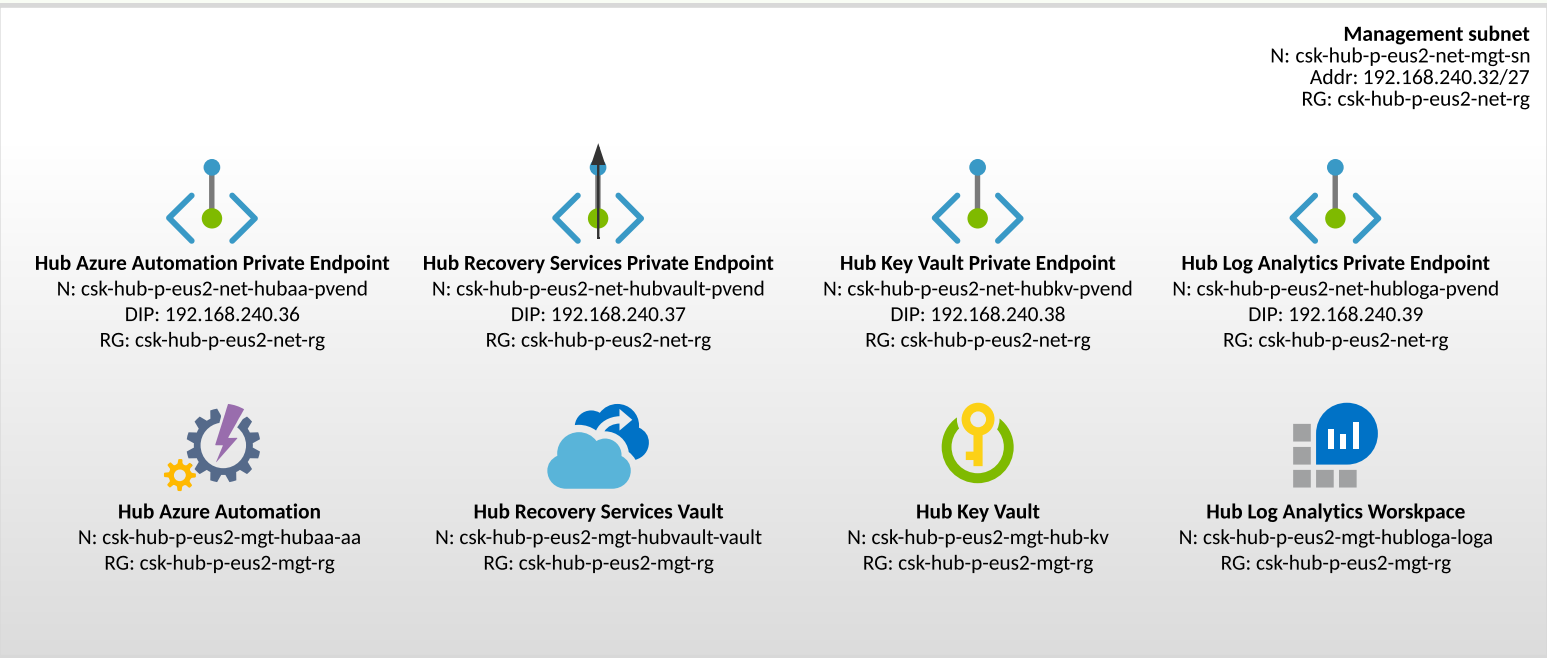 Management subnet
N: csk-hub-p-eus2-net-mgt-sn
Addr: 192.168.240.32/27
RG: csk-hub-p-eus2-net-rg
Hub Azure Automation Private Endpoint
N: csk-hub-p-eus2-net-hubaa-pvend
DIP: 192.168.240.36
RG: csk-hub-p-eus2-net-rg
Hub Recovery Services Private Endpoint
N: csk-hub-p-eus2-net-hubvault-pvend
DIP: 192.168.240.37
RG: csk-hub-p-eus2-net-rg
Hub Key Vault Private Endpoint
N: csk-hub-p-eus2-net-hubkv-pvend
DIP: 192.168.240.38
RG: csk-hub-p-eus2-net-rg
Hub Log Analytics Private Endpoint
N: csk-hub-p-eus2-net-hubloga-pvend
DIP: 192.168.240.39
RG: csk-hub-p-eus2-net-rg
Hub Azure Automation
N: csk-hub-p-eus2-mgt-hubaa-aa
RG: csk-hub-p-eus2-mgt-rg
Hub Recovery Services Vault
N: csk-hub-p-eus2-mgt-hubvault-vault
RG: csk-hub-p-eus2-mgt-rg
Hub Key Vault
N: csk-hub-p-eus2-mgt-hub-kv
RG: csk-hub-p-eus2-mgt-rg
Hub Log Analytics Worskpace
N: csk-hub-p-eus2-mgt-hubloga-loga
RG: csk-hub-p-eus2-mgt-rg